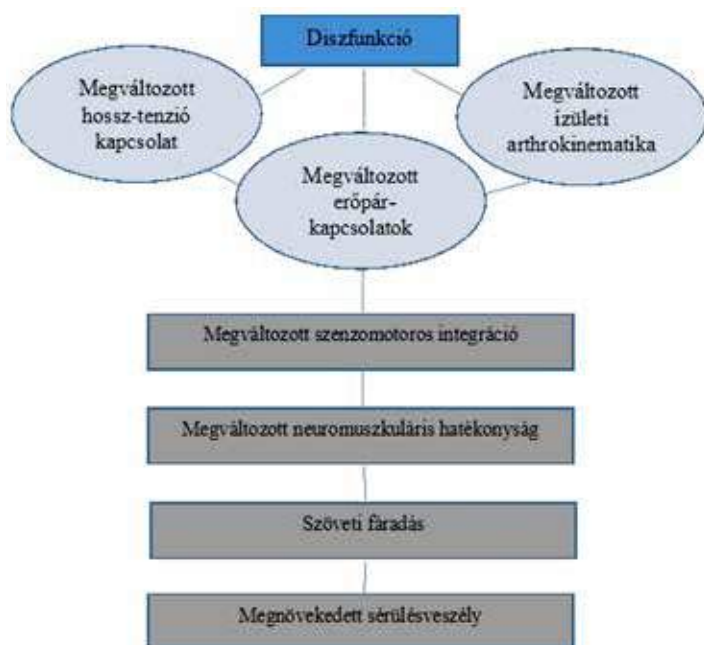 Diszfunkció
Megváltozott
hossz-tenzió
kapcsolat
Megváltozott
erőpár-
kapcsolatok
Megváltozott
izületi
arthrokinematika
Megváltozott szenzomotoros integráció
Megváltozott neuromuszkuláris hatékonyság
Szöveti fáradás
Megnövekedett sérülésveszély